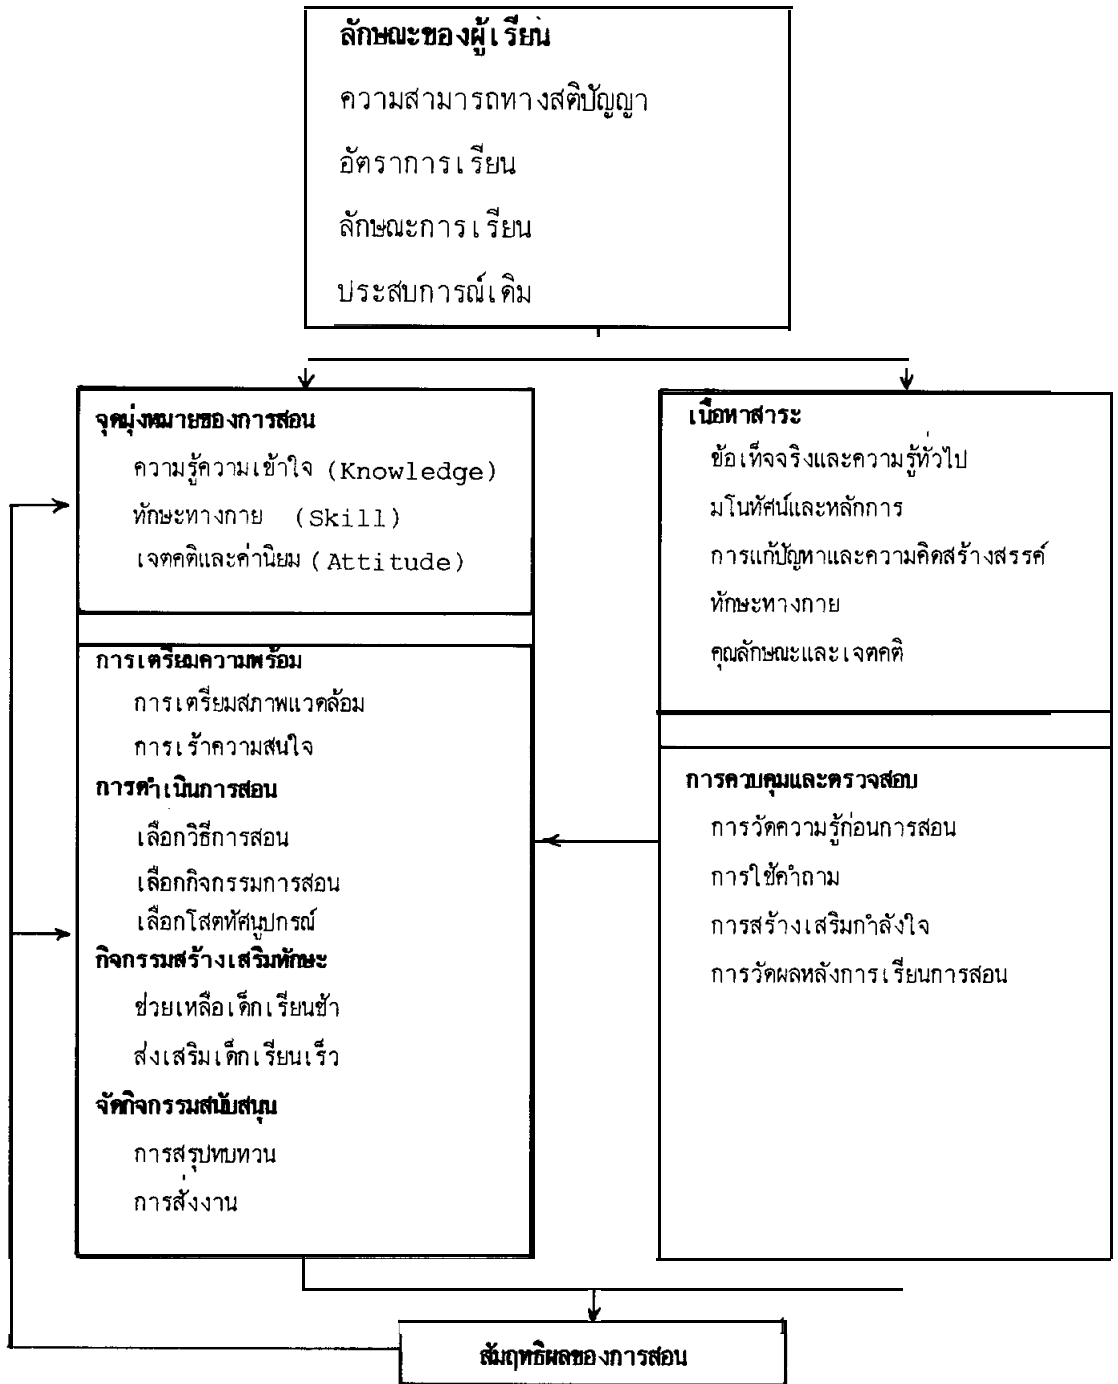 ลักษณะของผู้เรียน
ความสามารถทางสติปัญญา
อัตราการเรียน
ลักษณะการเรียน
ประสบการณ์เดิม
จุดมุ่งหมายของการสอน
ความรู้ความเข้าใจ (Knowledge)
ทักษะทางกาย (Skill)
เจตคติและค่านิยม (Attitude)
เนื้อหาสาระ
ข้อเท็จจริงและความรู้ทั่วไป
มโนทัศน์และหลักการ
การแก้ปัญหาและความคิดสร้างสรรค์
ทักษะทางกาย
คุณลักษณะและเจตคติ
การเตรียมความพร้อม
การเตรียมสภาพแวดล้อม
การเร้าความสนใจ
การดำเนินการสอน
เลือกวิธีการสอน
เลือกกิจกรรมการสอน
เลือกโสตทัศนูปกรณ์
กิจกรรมสร้างเสริมทักษะ
ช่วยเหลือเด็กเรียนช้า
ส่งเสริมเด็กเรียนเร็ว
จัดกิจกรรมสนับสนุน
การสรุปทบทวน
การสั่งงาน
การควบคุมและตรวจสอบ
การวัดความรู้ก่อนการสอน
การใช้คำถาม
การสร้างเสริมกำลังใจ
การวัดผลหลังการเรียนการสอน
สัมฤทธิผลของการสอน